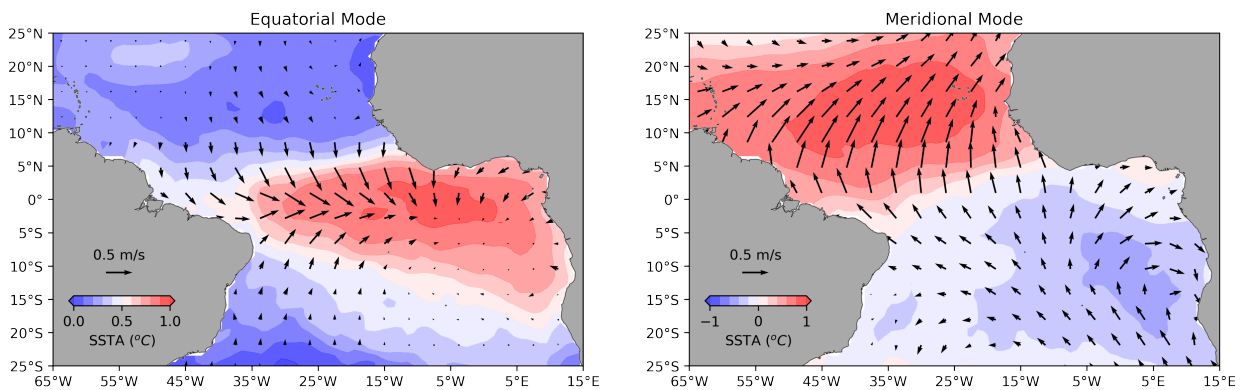 Equatorial Mode
25°N
20°N
15°N
10°N
5°N
0°
5°S
10°S
15°S
20°S
25°S
65°W 55°W 45°W 35°W 25°W 15°W 5°W 5°E 15°E
0.5 m/s
0.0 0.5 1.0
SSTA (°C)
Meridional Mode
25°N
20°N
15°N
10°N
5°N
0°
5°S
10°S
15°S
20°S
25°S
65°W 55°W 45°W 35°W 25°W 15°W 5°W 5°E 15°E
0.5 m/s
−1 0 1
SSTA (°C)